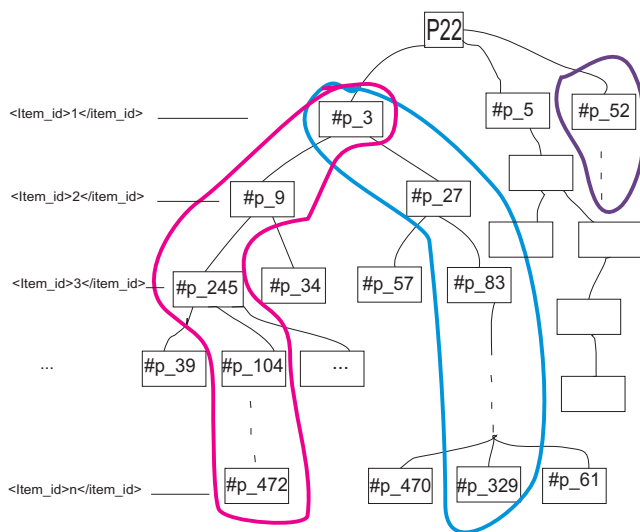 P22
<Item_id>1</item_id>
#p_3
#p_5
#p_52
<Item_id>2</item_id>
#p_9
#p_27
<Item_id>3</item_id>
#p_245
#p_34
#p_57
#p_83
...
#p_39
#p_104
...
<Item_id>n</item_id>
#p_472
#p_470
#p_329
#p_61